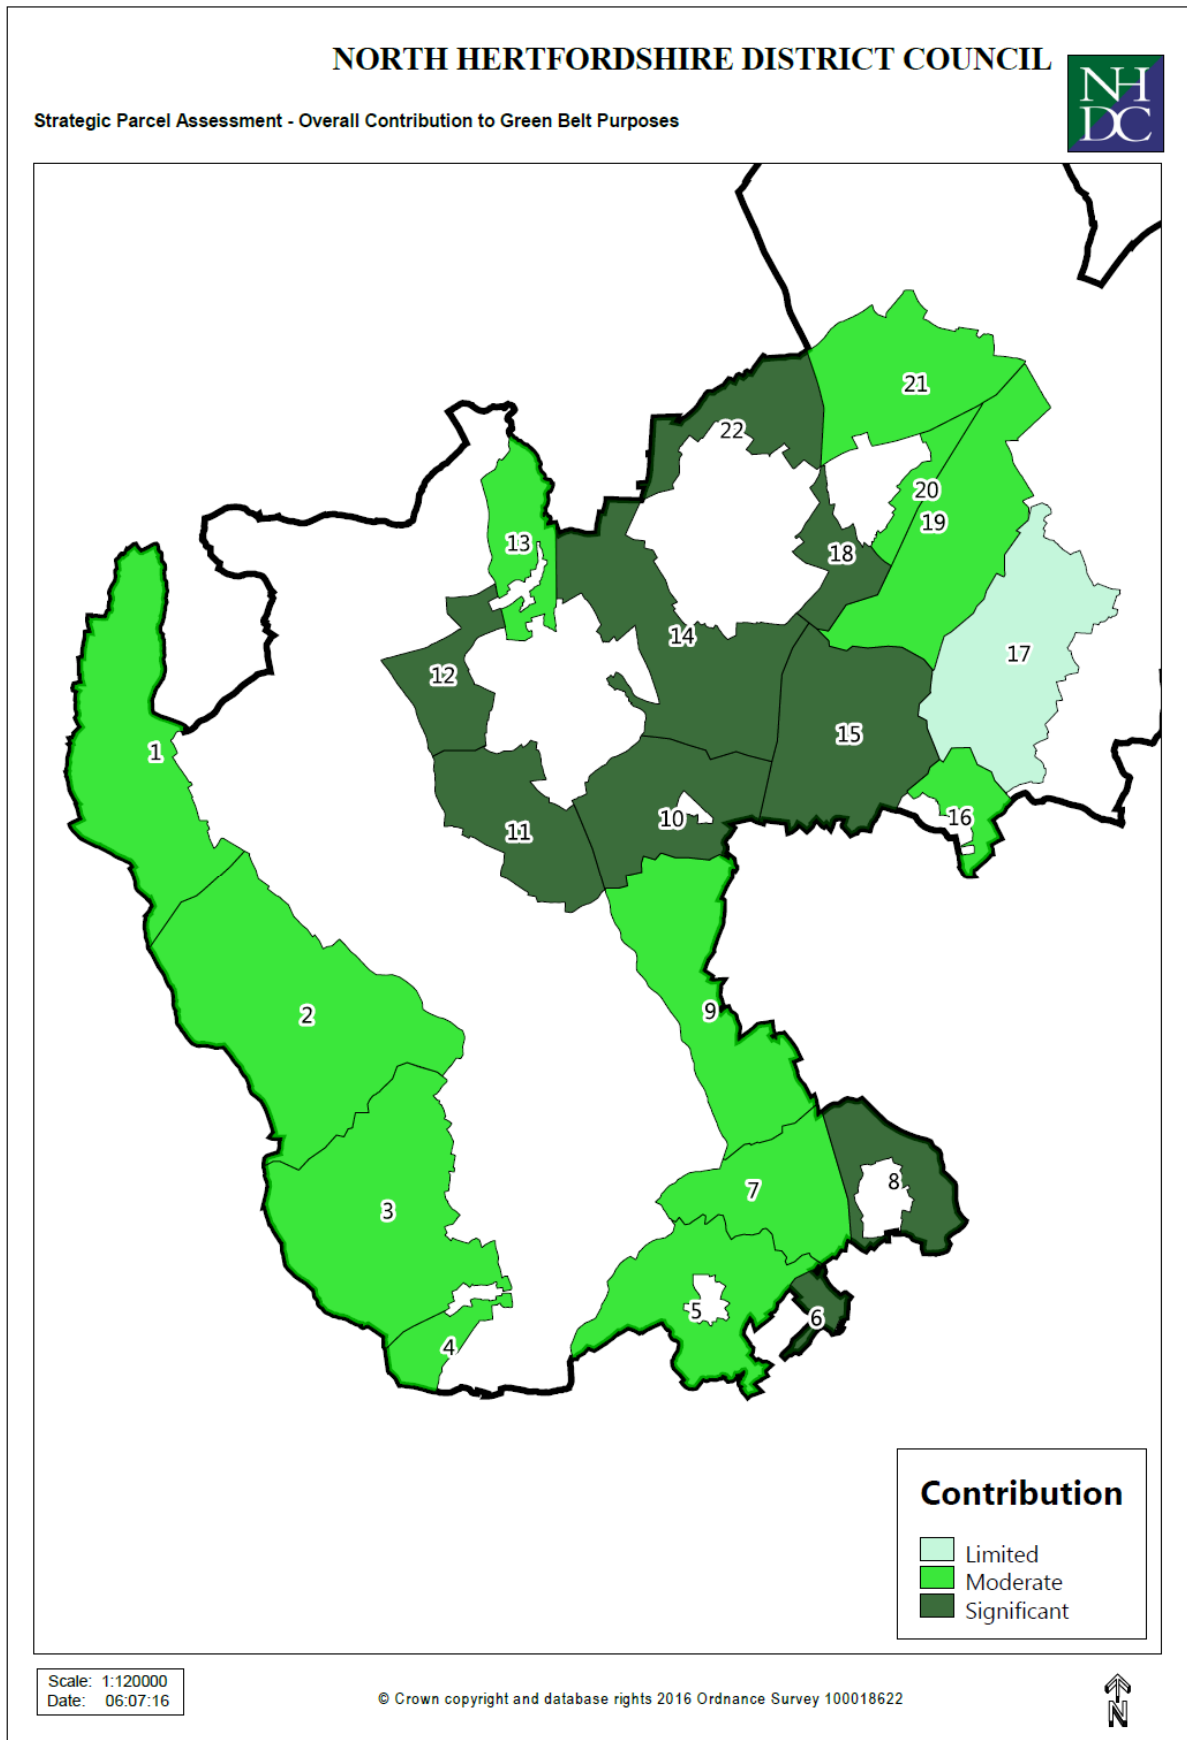 NORTH HERTFORDSHIRE DISTRICT COUNCIL
NH
DC
Strategic Parcel Assessment - Overall Contribution to Green Belt Purposes
21
22
20
19
13
18
14
17
12
15
1
16
10
11
9
2
8
7
3
5
6
4
Contribution
Limited
Moderate
Significant
Scale: 1:120000
Date: 06:07:16
© Crown copyright and database rights 2016 Ordnance Survey 100018622
N